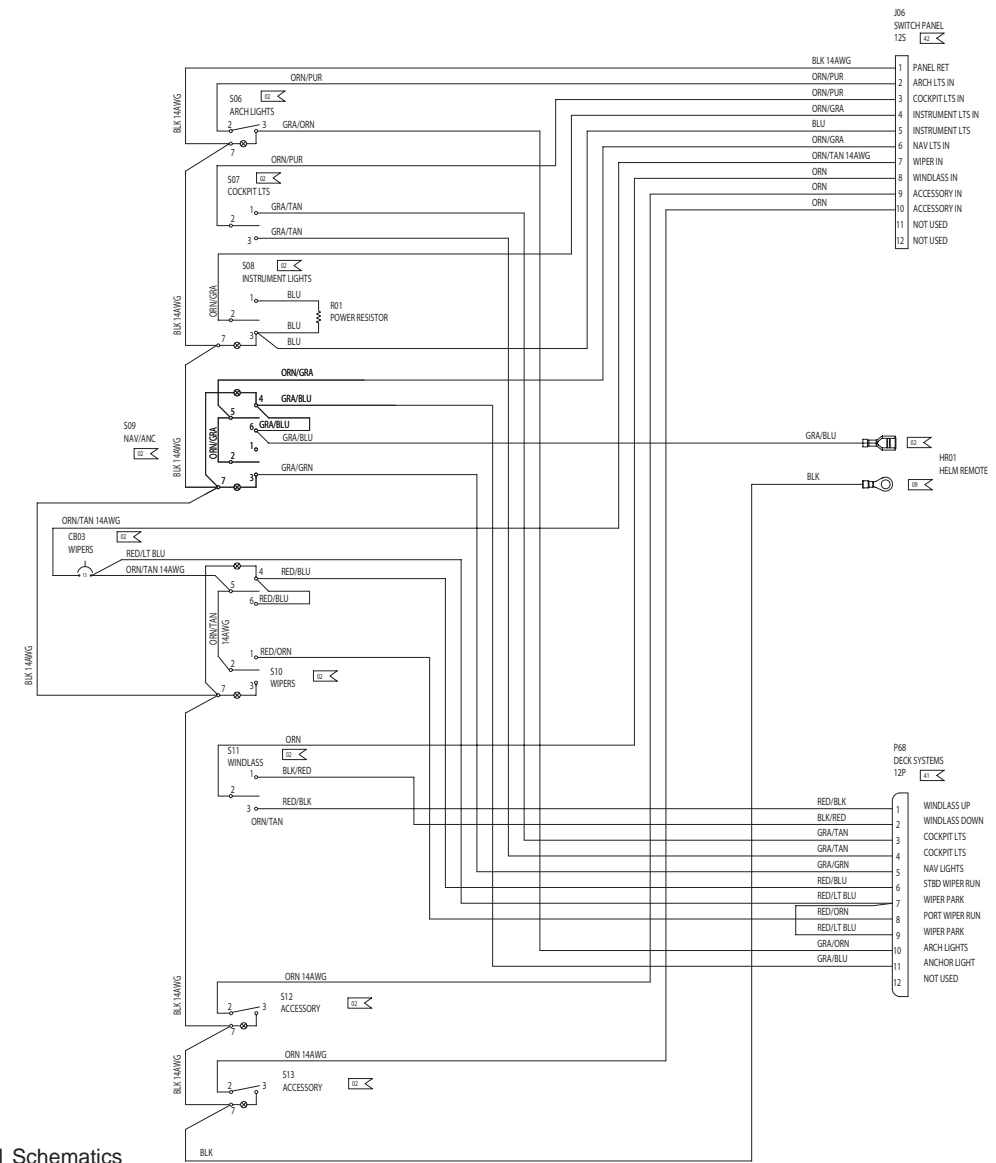 J06
SWITCH PANEL
12S 42
BLK 14AWG 1 PANEL RET
ORN/PUR ORN/PUR 2 ARCH LTS IN
ORN/PUR 3 COCKPIT LTS IN
ORN/GRA 4 INSTRUMENT LTS IN
BLU 5 INSTRUMENT LTS
ORN/GRA 6 NAV LTS IN
ORN/TAN 14AWG 7 WIPER IN
ORN 8 WINDLASS IN
ORN 9 ACCESSORY IN
ORN 10 ACCESSORY IN
11 NOT USED
12 NOT USED
BLK 14AWG
S06 02
ARCH LIGHTS
2 3 GRA/ORN
7
ORN/PUR
S07 02
COCKPIT LTS
1 GRA/TAN
2
3 GRA/TAN
BLK 14AWG
S08 02
INSTRUMENT LIGHTS
ORN/GRA
1 BLU
2
R01
POWER RESISTOR
BLU
7 3
BLU
ORN/GRA
4 GRA/BLU
5
6 GRA/BLU
GRA/BLU
1
2
ORN/GRA
GRA/GRN
7 3
S09
NAV/ANC
02
BLK 14AWG
GRA/BLU 02
HR01
HELM REMOTE
BLK 09
ORN/TAN 14AWG
CB03 02
WIPERS
15
RED/LT BLU
ORN/TAN 14AWG
4 RED/BLU
5
6 RED/BLU
ORN/TAN
14AWG
1 RED/ORN
2
S10
WIPERS 02
7 3
BLK 14AWG
ORN
S11
WINDLASS 02
1 BLK/RED
2
3 RED/BLK
ORN/TAN
P68
DECK SYSTEMS
12P 41
RED/BLK 1 WINDLASS UP
BLK/RED 2 WINDLASS DOWN
GRA/TAN 3 COCKPIT LTS
GRA/TAN 4 COCKPIT LTS
GRA/GRN 5 NAV LIGHTS
RED/BLU 6 STBD WIPER RUN
RED/LT BLU 7 WIPER PARK
RED/ORN 8 PORT WIPER RUN
RED/LT BLU 9 WIPER PARK
GRA/ORN 10 ARCH LIGHTS
GRA/BLU 11 ANCHOR LIGHT
12 NOT USED
BLK 14AWG
ORN 14AWG
S12
ACCESSORY 02
2 3
7
BLK 14AWG
ORN 14AWG
S13
ACCESSORY 02
2 3
7
BLK
Schematics